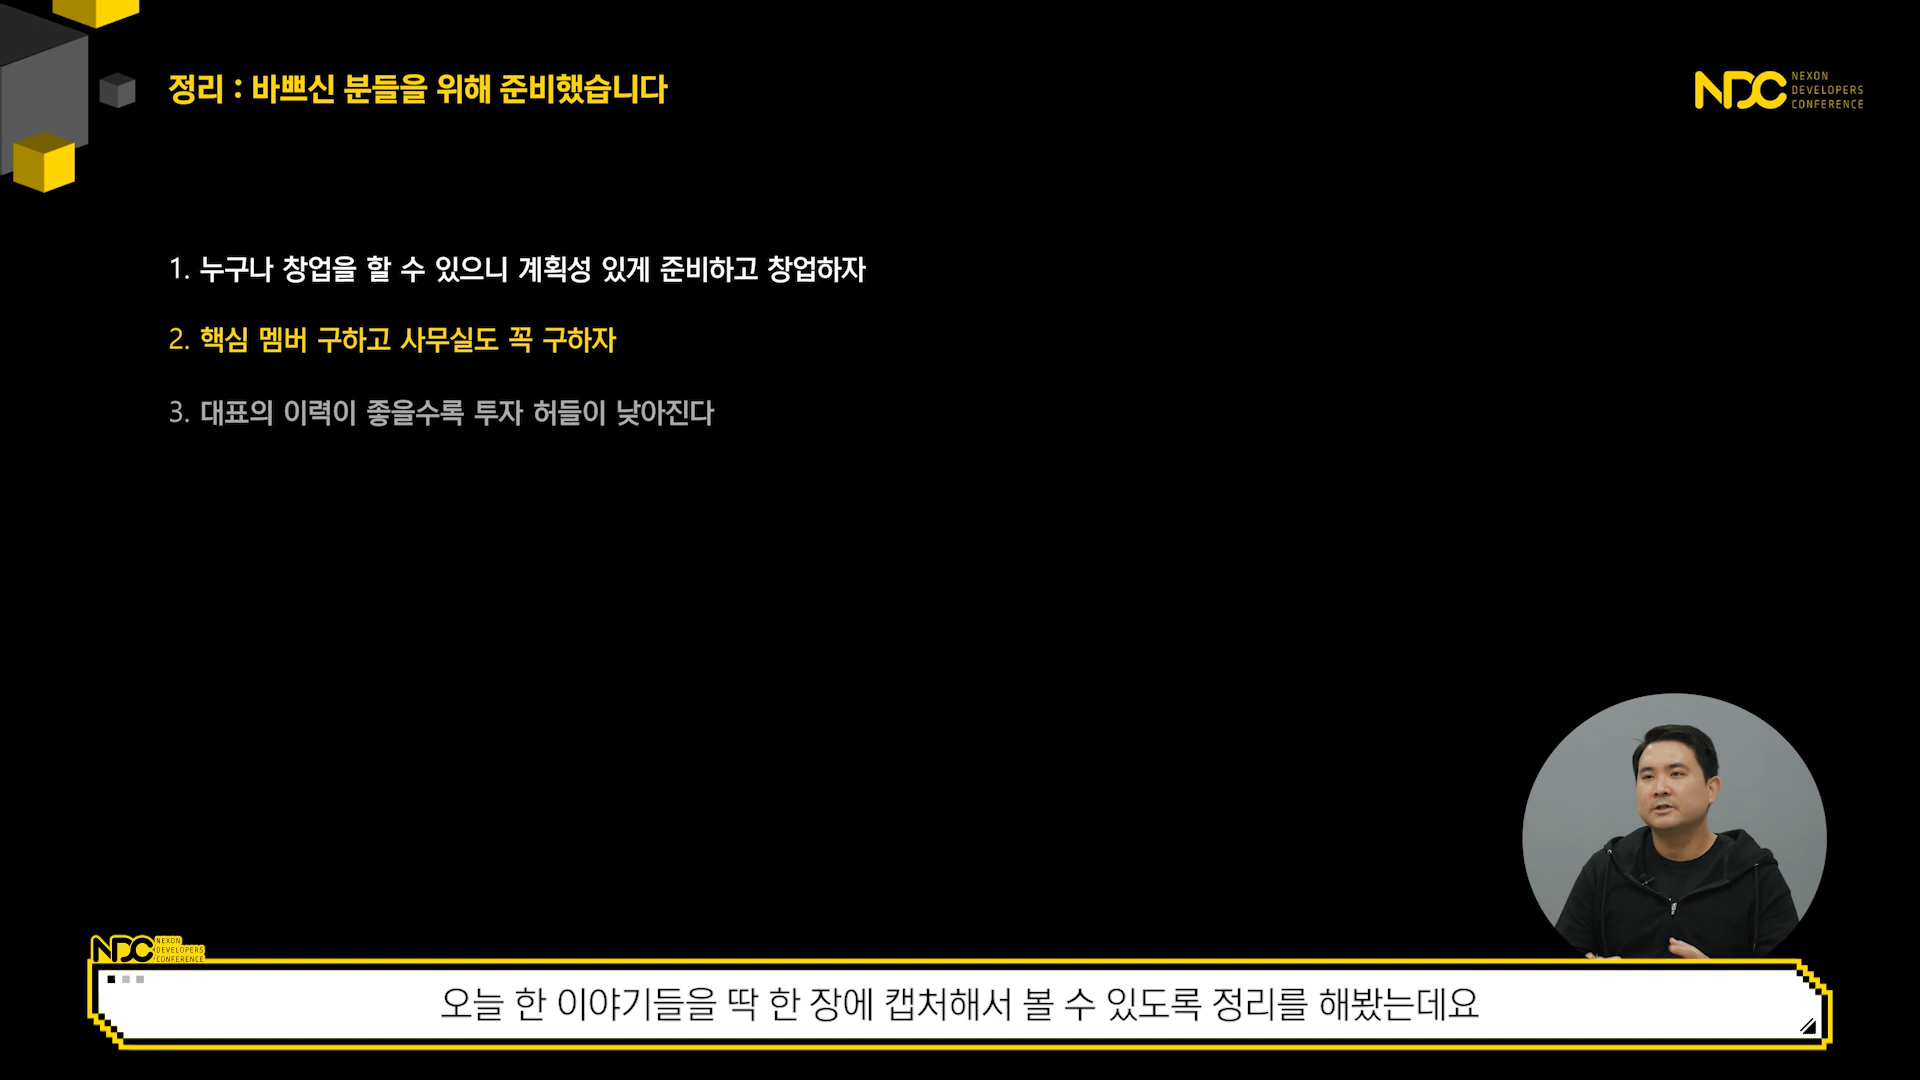 정리 : 바쁘신 분들을 위해 준비했습니다
NDC
NEXON
DEVELOPERS
CONFERENCE
1. 누구나 창업을 할 수 있으니 계획성 있게 준비하고 창업하자
2. 핵심 멤버 구하고 사무실도 꼭 구하자
3. 대표의 이력이 좋을수록 투자 허들이 낮아진다
NDC
NEXON
DEVELOPERS
CONFERENCE
오늘 한 이야기들을 딱 한 장에 캡처해서 볼 수 있도록 정리를 해봤는데요